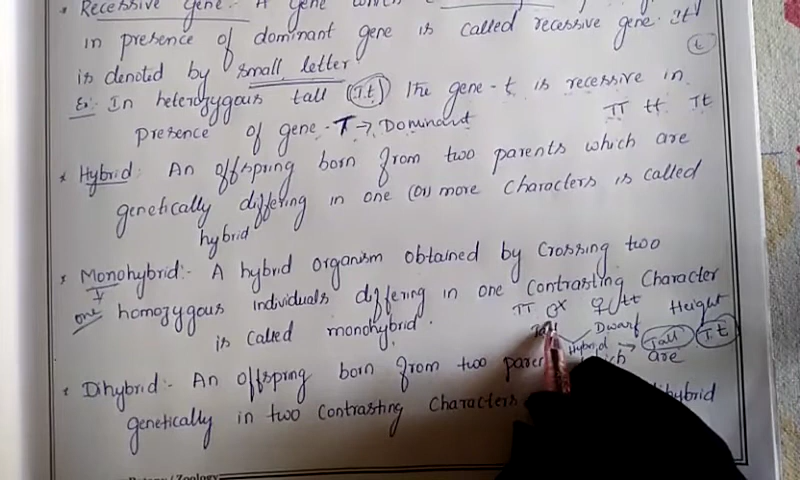 * Recessive Gene:- A gene which
in presence of dominant gene is called recessive gene. It
is denoted by small letter
t
Ex:- In heterozygous tall (T.t) The gene-t is recessive in
presence of gene-T → Dominant
TT tt Tt
* Hybrid: An offspring born from two parents which are
genetically differing in one (or) more characters is called
hybrid
* Monohybrid:- A hybrid organism obtained by crossing two
one
homozygous individuals differing in one contrasting character
is called monohybrid.
TT ♂ X ♀ tt Height
Dwarf
Hybrid → Tall T.t
* Dihybrid:- An offspring born from two are
genetically in two contrasting characters